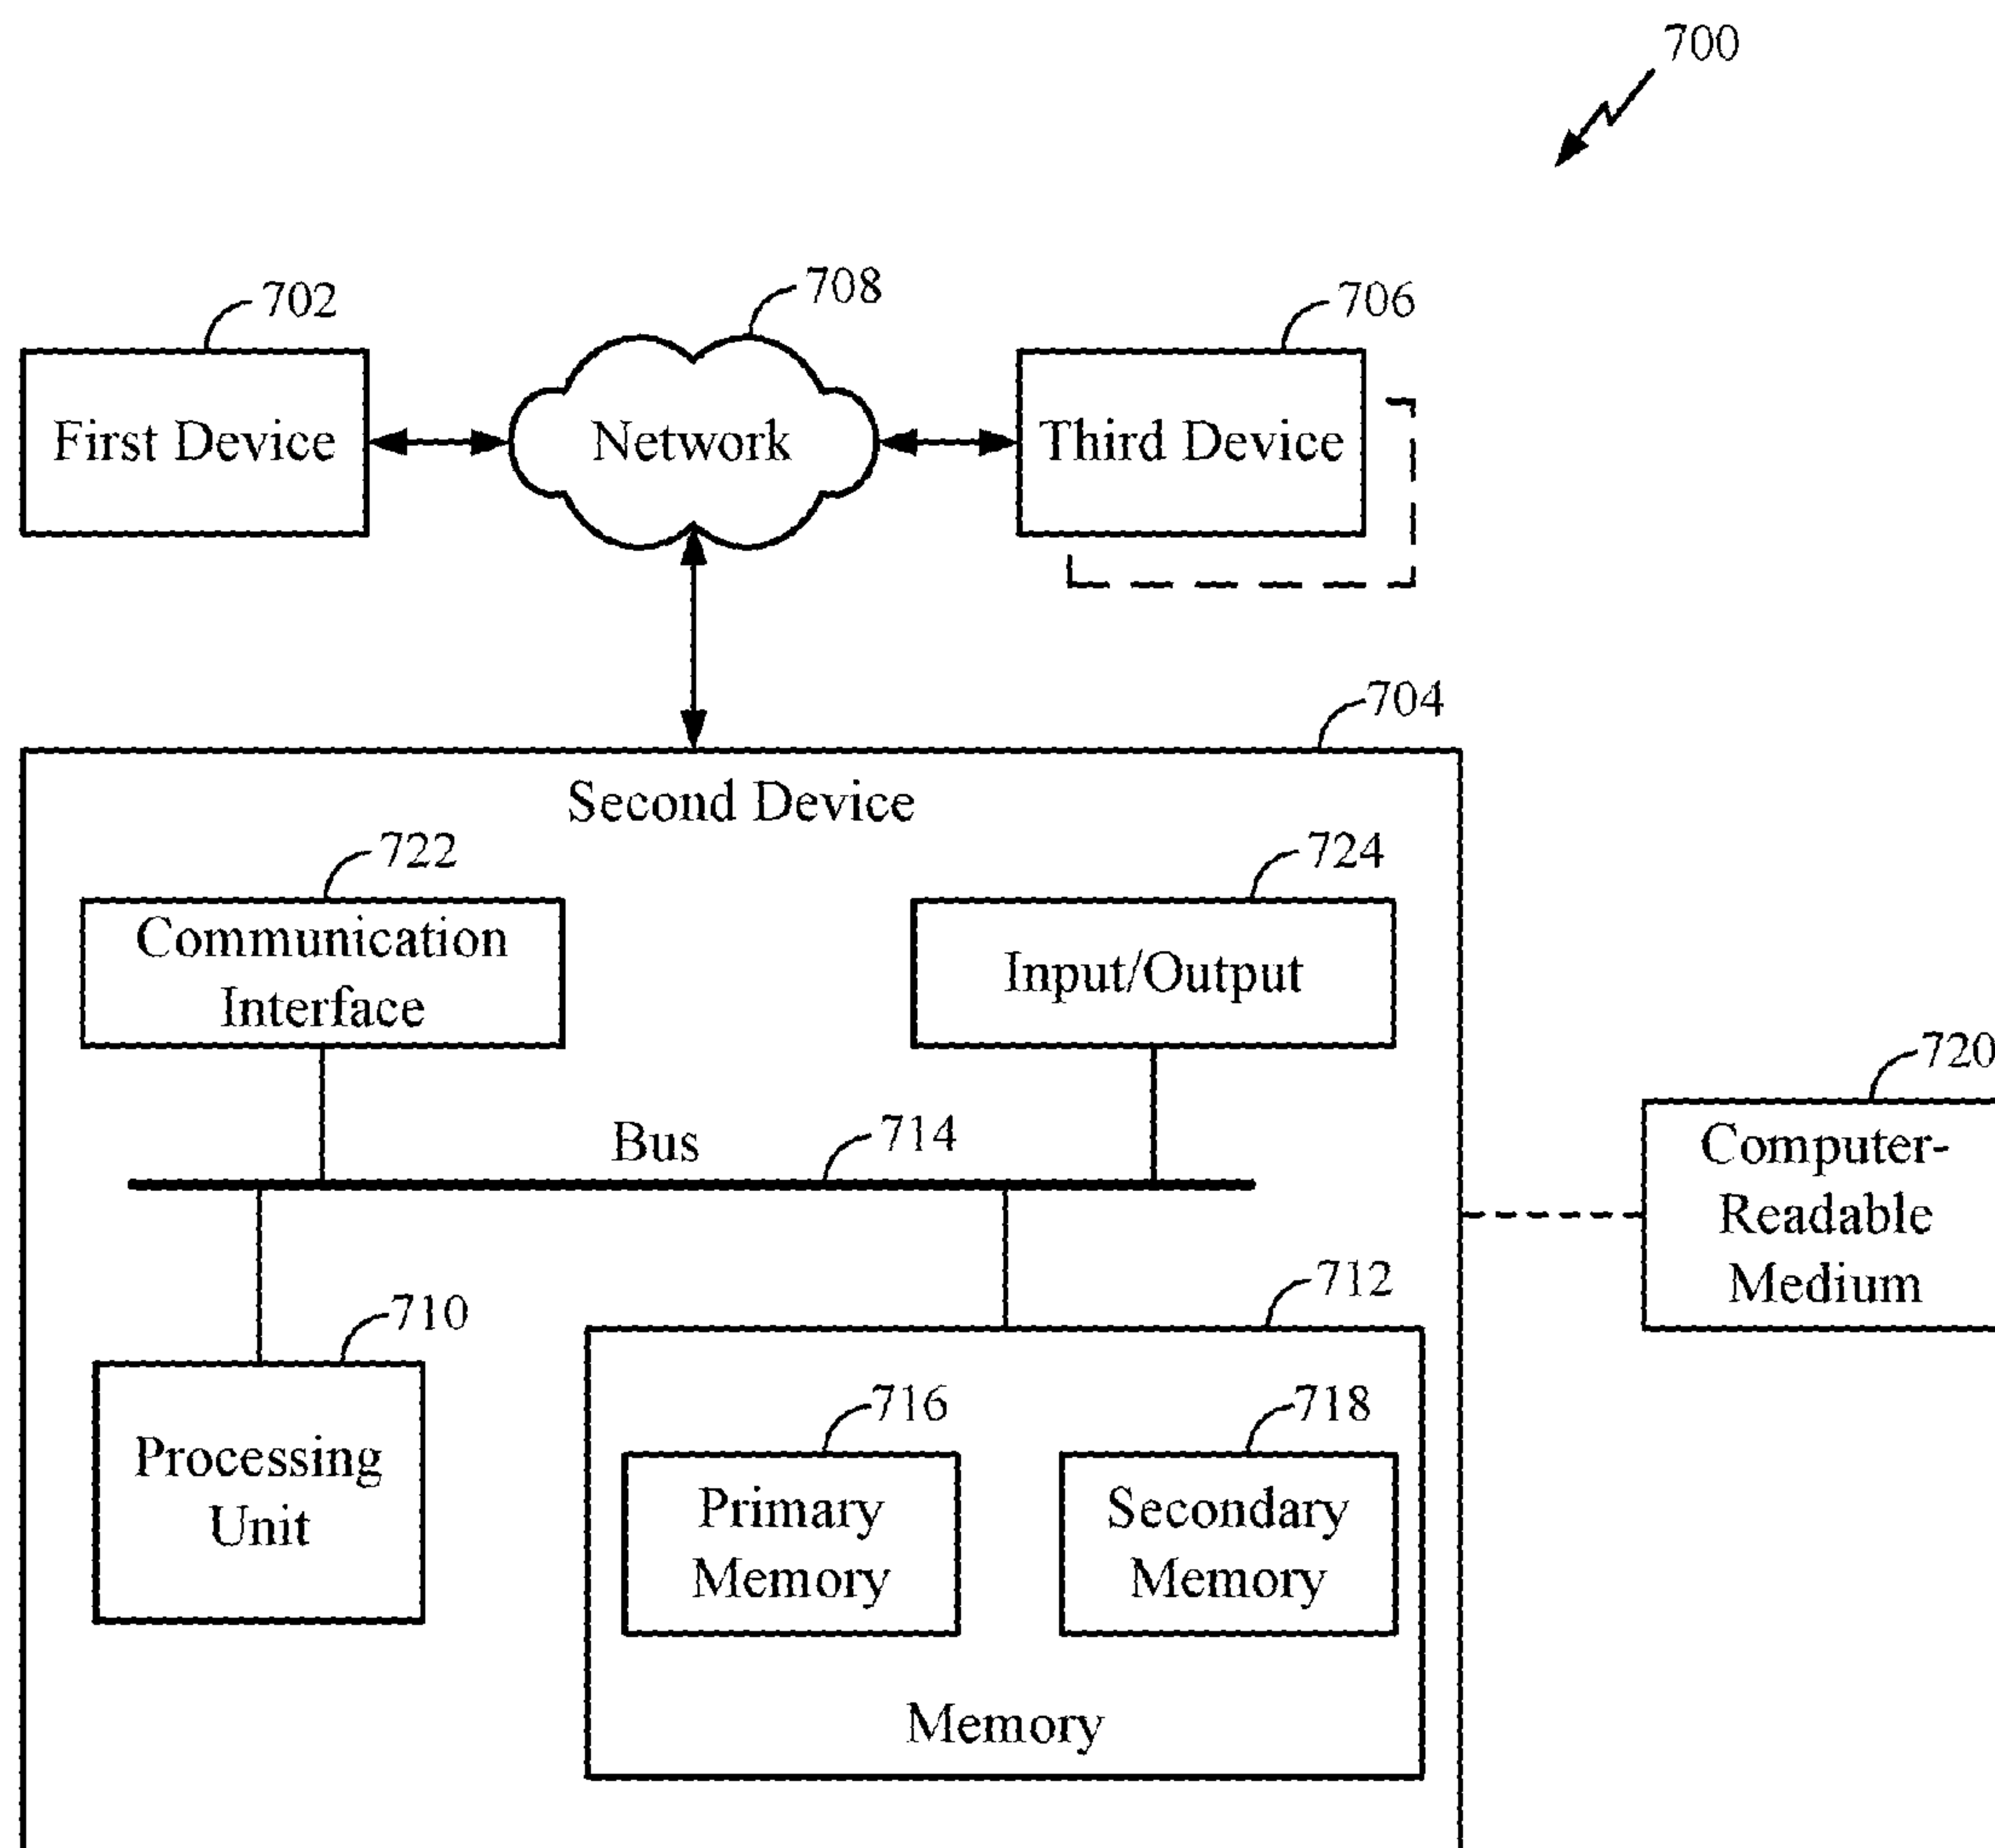 700
702
708
706
First Device
Network
Third Device
704
Second Device
722
724
Communication
Interface
Input/Output
720
Computer-
Readable
Medium
Bus
714
712
710
716
718
Processing
Unit
Primary
Memory
Secondary
Memory
Memory